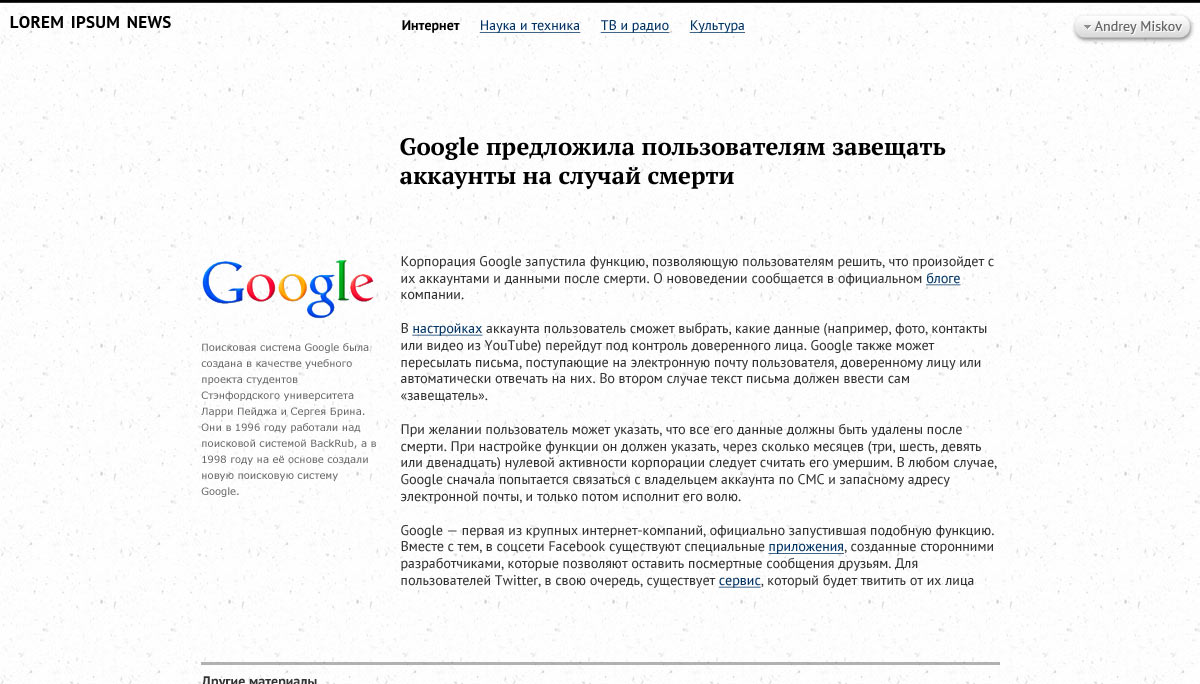 LOREM IPSUM NEWS
Интернет Наука и техника ТВ и радио Культура
Andrey Miskov
Google предложила пользователям завещать
аккаунты на случай смерти
Google
Поисковая система Google была
создана в качестве учебного
проекта студентов
Стэнфордского университета
Ларри Пейджа и Сергея Брина.
Они в 1996 году работали над
поисковой системой BackRub, а в
1998 году на её основе создали
новую поисковую систему
Google.
Корпорация Google запустила функцию, позволяющую пользователям решить, что произойдет с
их аккаунтами и данными после смерти. О нововедении сообщается в официальном блоге
компании.
В настройках аккаунта пользователь сможет выбрать, какие данные (например, фото, контакты
или видео из YouTube) перейдут под контроль доверенного лица. Google также может
пересылать письма, поступающие на электронную почту пользователя, доверенному лицу или
автоматически отвечать на них. Во втором случае текст письма должен ввести сам
«завещатель».
При желании пользователь может указать, что все его данные должны быть удалены после
смерти. При настройке функции он должен указать, через сколько месяцев (три, шесть, девять
или двенадцать) нулевой активности корпорации следует считать его умершим. В любом случае,
Google сначала попытается связаться с владельцем аккаунта по СМС и запасному адресу
электронной почты, и только потом исполнит его волю.
Google — первая из крупных интернет-компаний, официально запустившая подобную функцию.
Вместе с тем, в соцсети Facebook существуют специальные приложения, созданные сторонними
разработчиками, которые позволяют оставить посмертные сообщения друзьям. Для
пользователей Twitter, в свою очередь, существует сервис, который будет твитить от их лица
Другие материалы